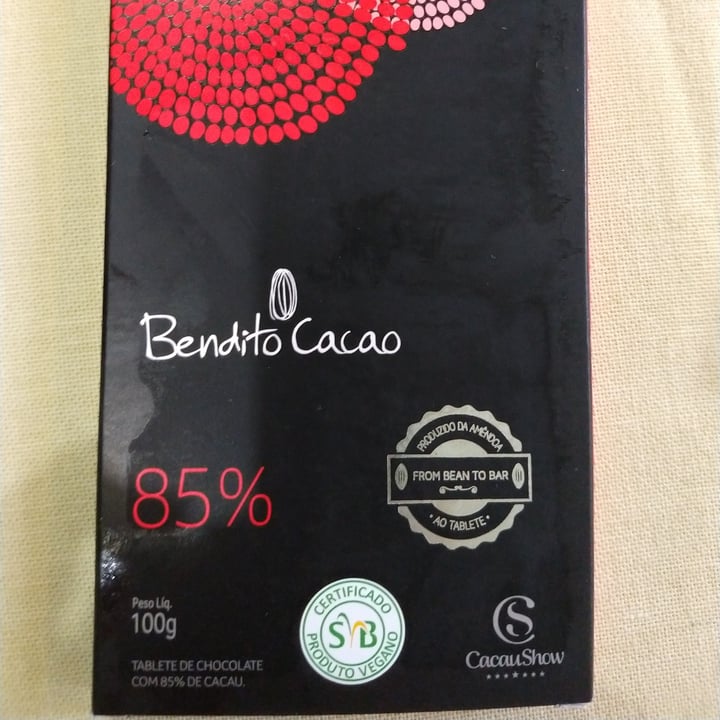 Bendito Cacao
85%
PRODUZIDO DA AMÊNDOA
FROM BEAN TO BAR
• AO TABLETE •
Peso Líq.
100g
TABLETE DE CHOCOLATE
COM 85% DE CACAU.
CERTIFICADO
SVB
PRODUTO VEGANO
CS
CacauShow